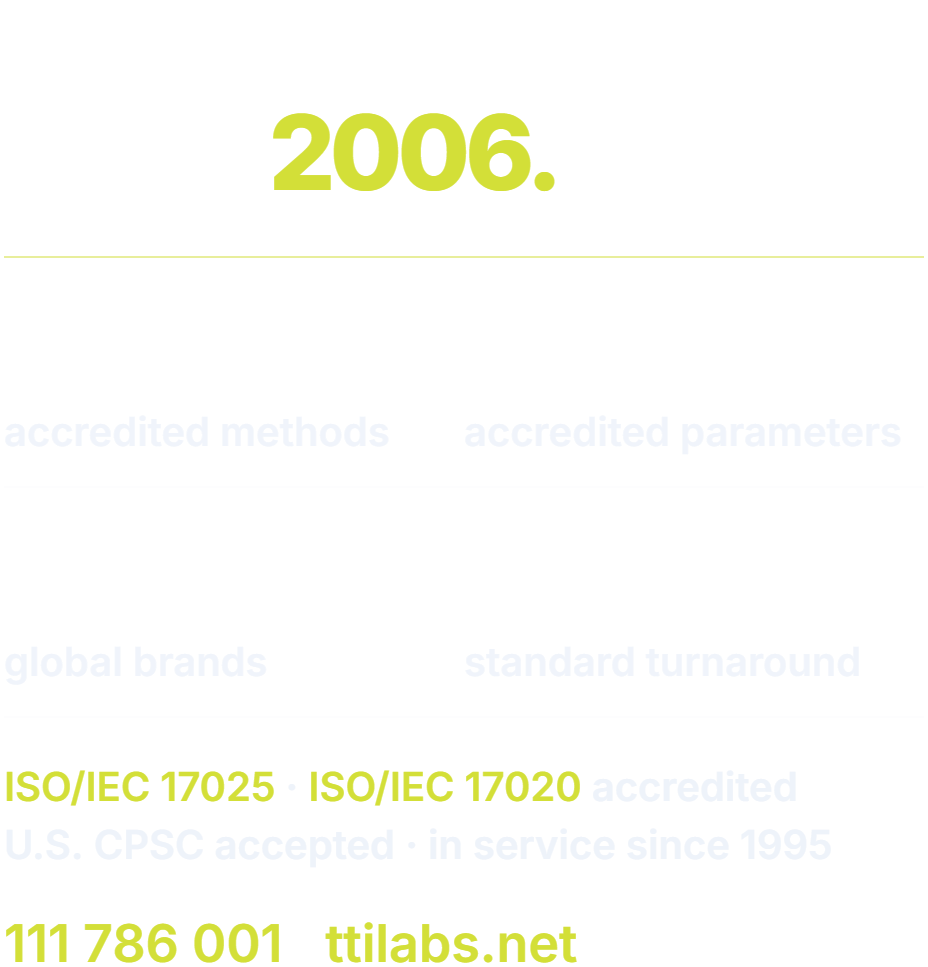 2006.
accredited methods accredited parameters
global brands standard turnaround
ISO/IEC 17025 · ISO/IEC 17020 accredited
U.S. CPSC accepted · in service since 1995
111 786 001 ttilabs.net